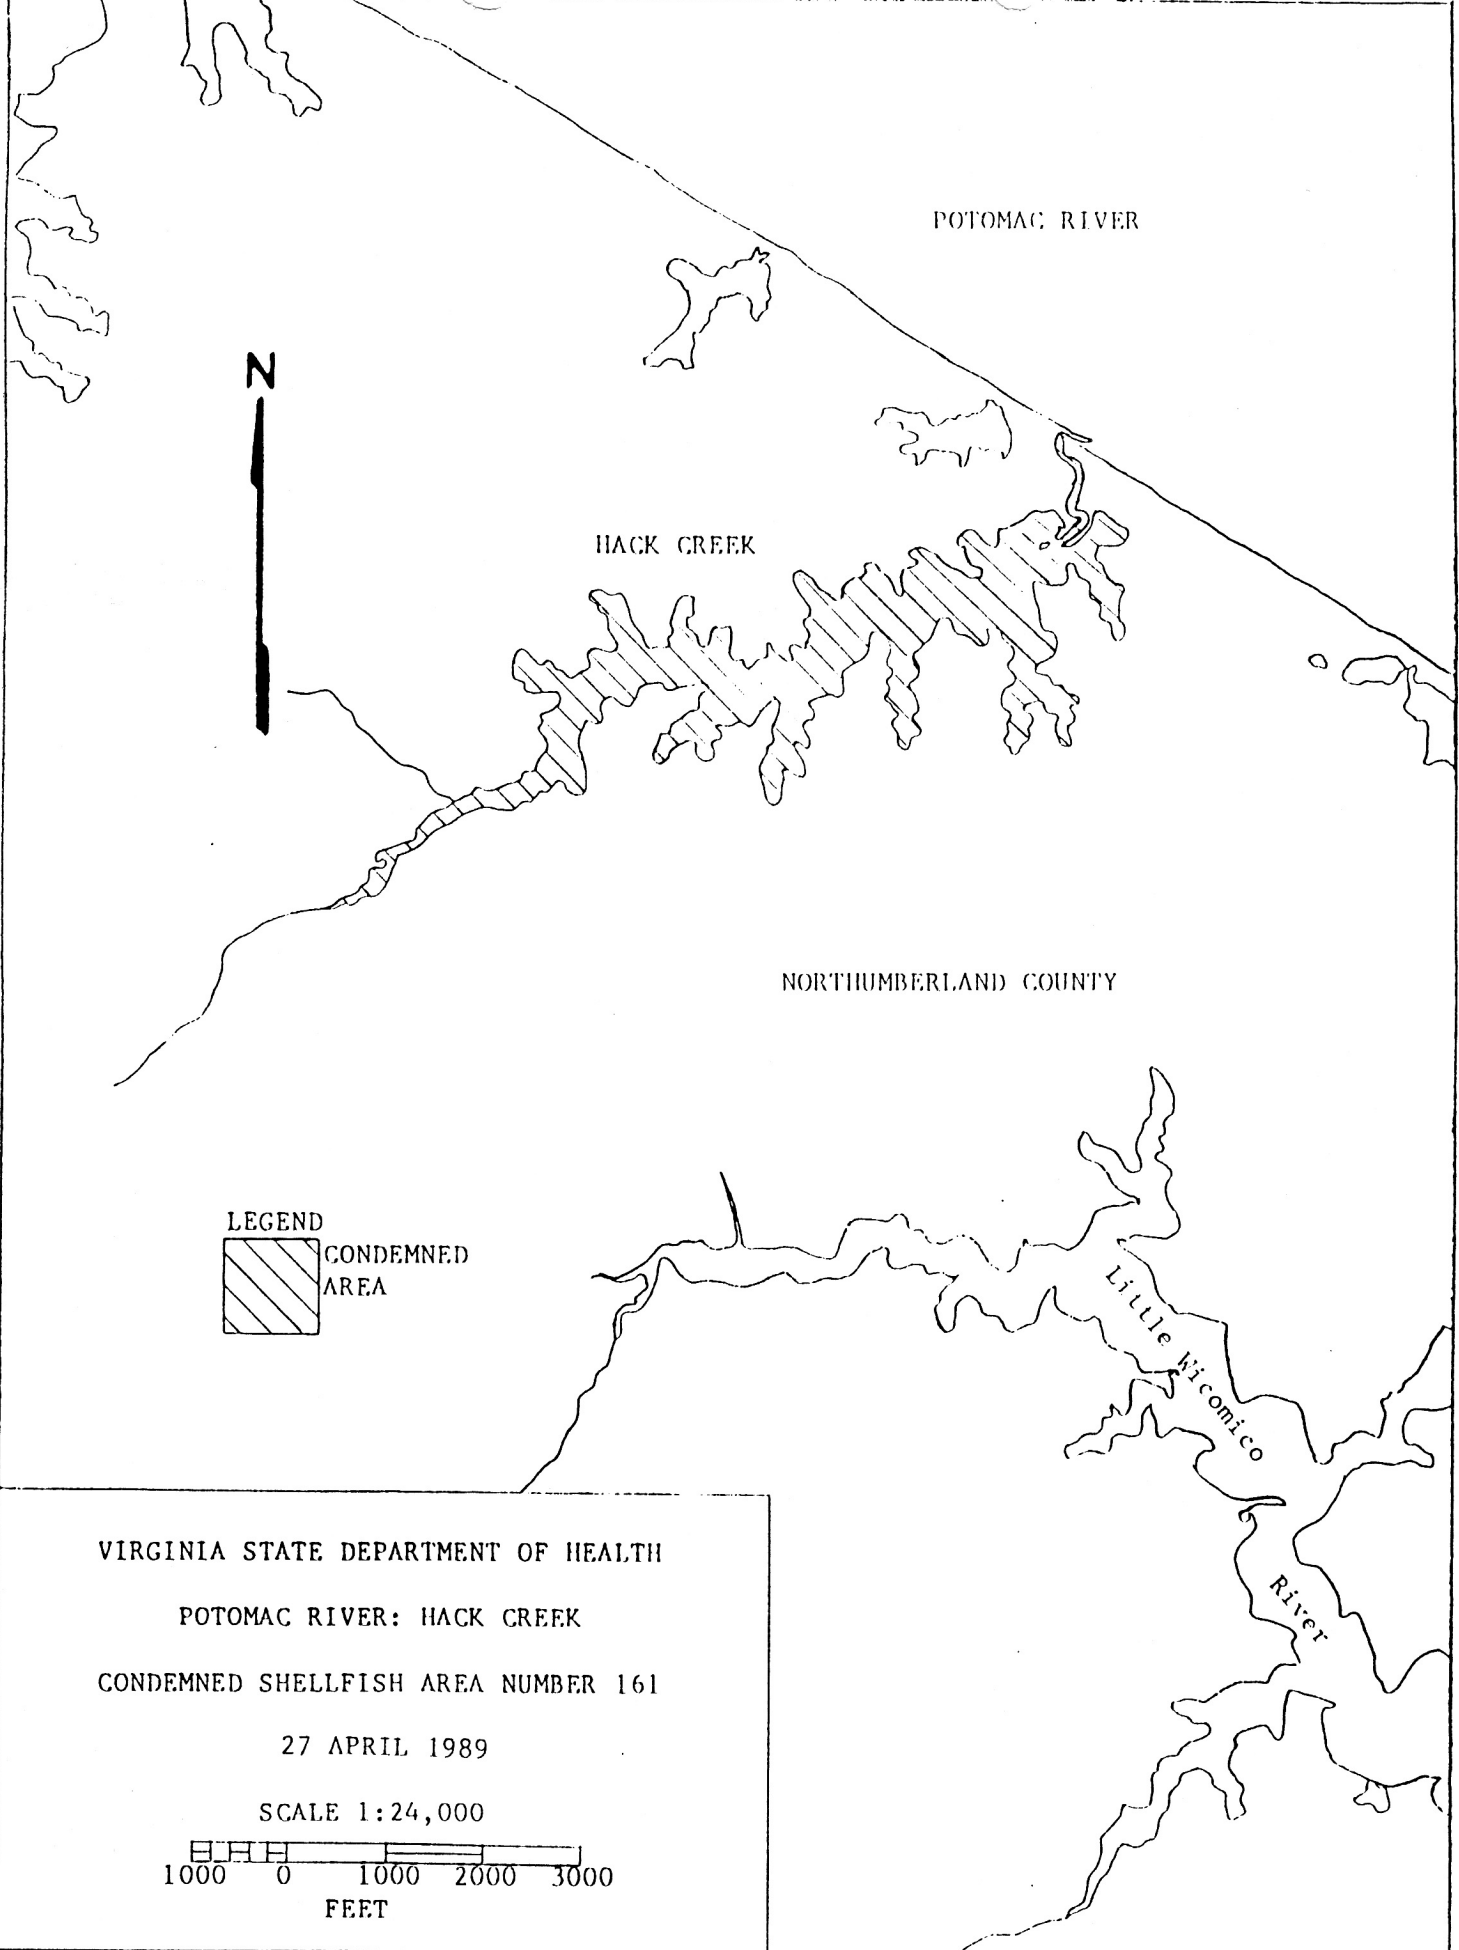 POTOMAC RIVER
N
HACK CREEK
NORTHUMBERLAND COUNTY
LEGEND
CONDEMNED
AREA
Little Wicomico
River
VIRGINIA STATE DEPARTMENT OF HEALTH
POTOMAC RIVER: HACK CREEK
CONDEMNED SHELLFISH AREA NUMBER 161
27 APRIL 1989
SCALE 1:24,000
1000 0 1000 2000 3000
FEET